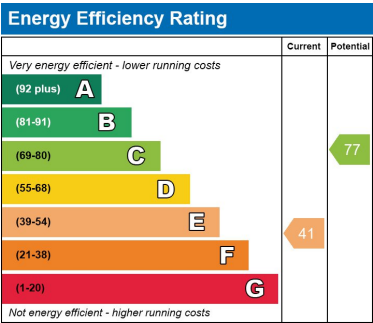 Energy Efficiency Rating
Current Potential
Very energy efficient - lower running costs
(92 plus) A
(81-91) B
(69-80) C
77
(55-68) D
(39-54) E
41
(21-38) F
(1-20) G
Not energy efficient - higher running costs